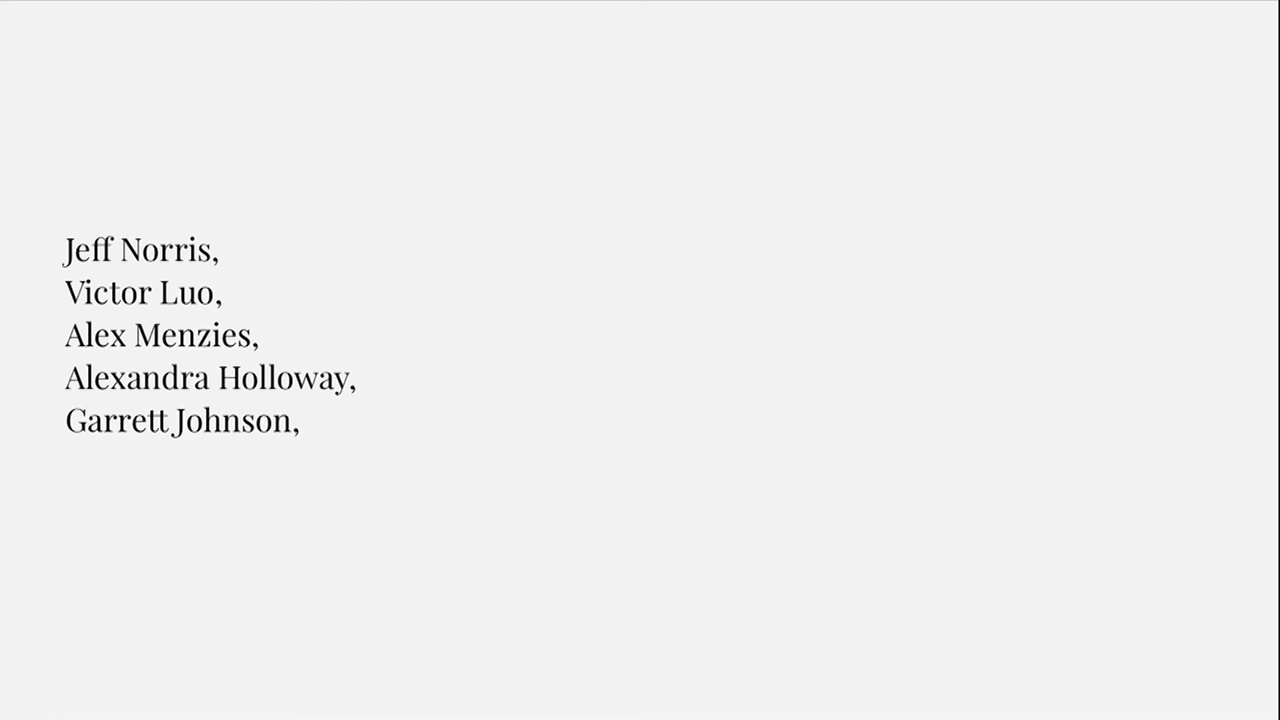 Jeff Norris,
Victor Luo,
Alex Menzies,
Alexandra Holloway,
Garrett Johnson,